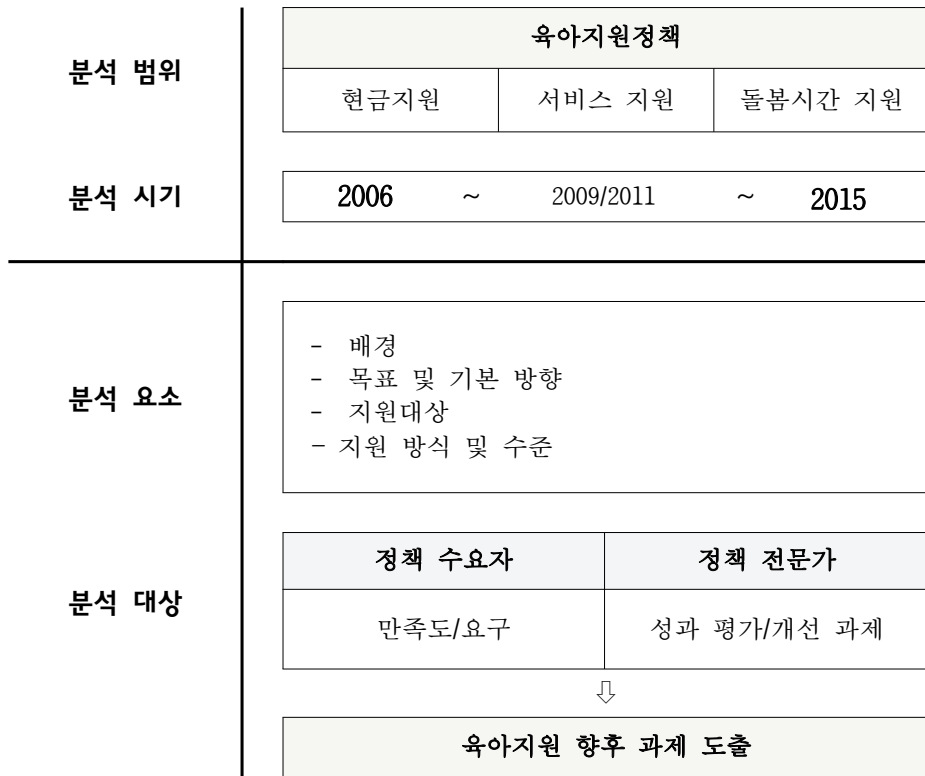 육아지원정책
분석 범위
현금지원 서비스 지원 돌봄시간 지원
분석 시기
2006 ~ 2009/2011 ~ 2015
분석 요소
- 배경
- 목표 및 기본 방향
- 지원대상
- 지원 방식 및 수준
분석 대상
정책 수요자 정책 전문가
만족도/요구 성과 평가/개선 과제
⇩
육아지원 향후 과제 도출